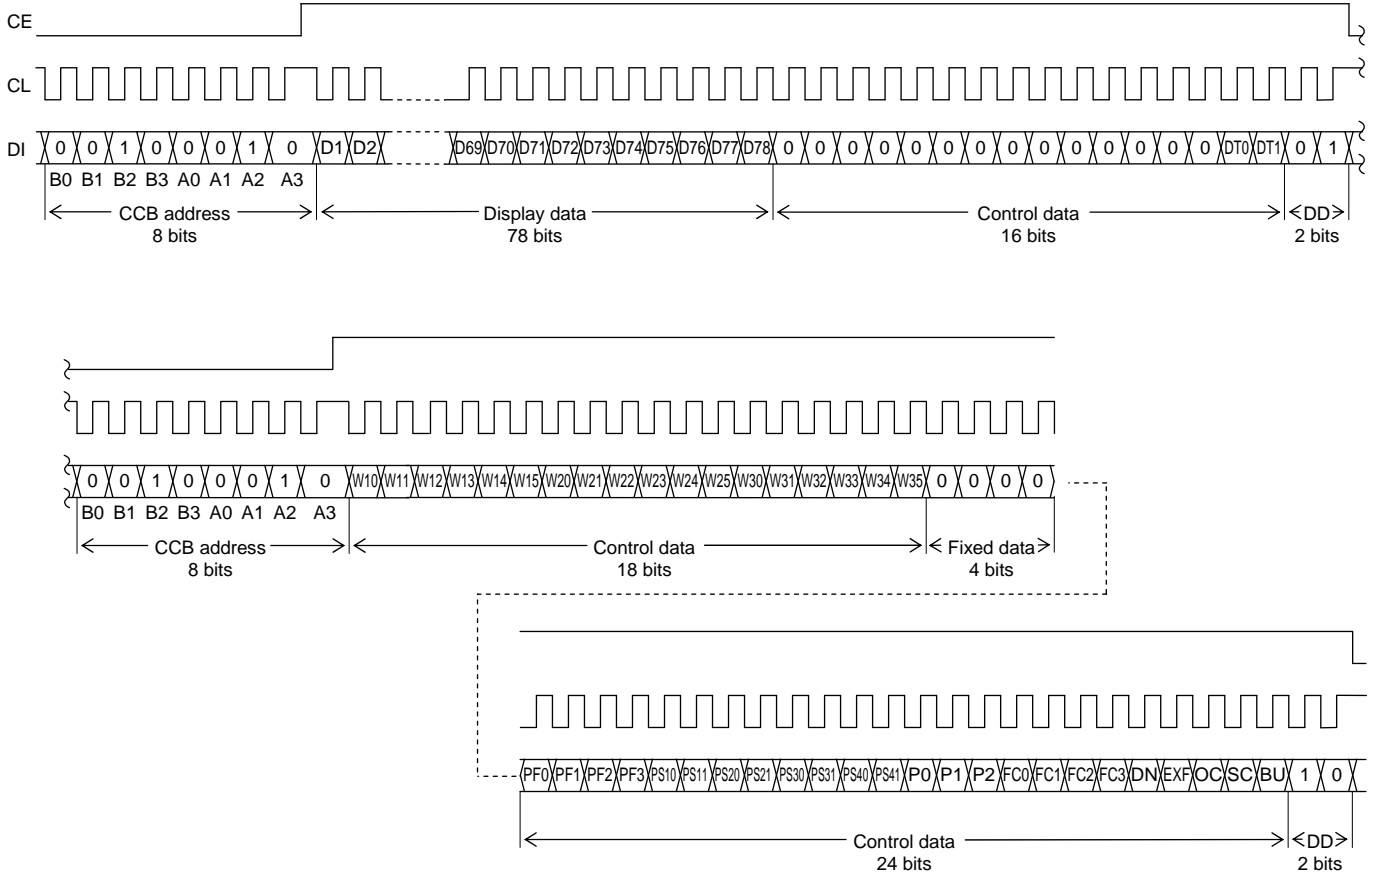 CE
CL
DI 0 0 1 0 0 0 1 0 D1 D2 D69 D70 D71 D72 D73 D74 D75 D76 D77 D78 0 0 0 0 0 0 0 0 0 0 0 0 0 0 DT0 DT1 0 1
B0 B1 B2 B3 A0 A1 A2 A3
CCB address Display data Control data DD
8 bits 78 bits 16 bits 2 bits
0 0 1 0 0 0 1 0 W10 W11 W12 W13 W14 W15 W20 W21 W22 W23 W24 W25 W30 W31 W32 W33 W34 W35 0 0 0 0
B0 B1 B2 B3 A0 A1 A2 A3
CCB address Control data Fixed data
8 bits 18 bits 4 bits
PF0 PF1 PF2 PF3 PS10 PS11 PS20 PS21 PS30 PS31 PS40 PS41 P0 P1 P2 FC0 FC1 FC2 FC3 DN EXF OC SC BU 1 0
Control data DD
24 bits 2 bits